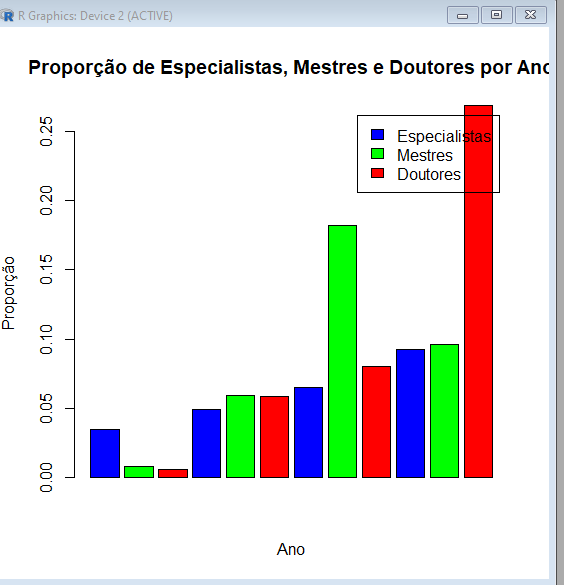 R Graphics: Device 2 (ACTIVE)
Proporção de Especialistas, Mestres e Doutores por Ano
Especialistas
Mestres
Doutores
Proporção
0.25
0.20
0.15
0.10
0.05
0.00
Ano